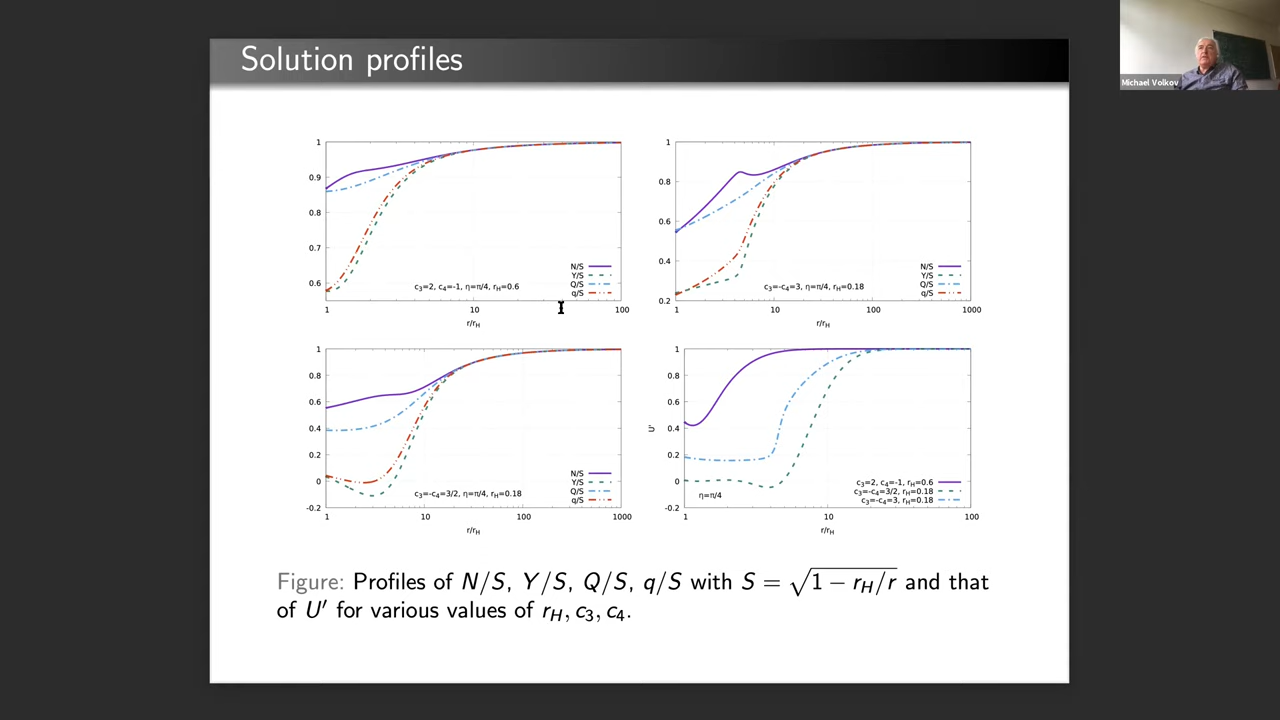 Solution profiles
Michael Volkov
1
0.9
0.8
0.7
0.6
N/S
Y/S
Q/S
q/S
c3=2, c4=-1, η=π/4, rH=0.6
1 10 100
r/rH
1
0.8
0.6
0.4
0.2
N/S
Y/S
Q/S
q/S
c3=-c4=3, η=π/4, rH=0.18
1 10 100 1000
r/rH
1
0.8
0.6
0.4
0.2
0
-0.2
N/S
Y/S
Q/S
q/S
c3=-c4=3/2, η=π/4, rH=0.18
1 10 100 1000
r/rH
1
0.8
0.6
0.4
0.2
0
-0.2
U'
η=π/4
c3=2, c4=-1, rH=0.6
c3=-c4=3/2, rH=0.18
c3=-c4=3, rH=0.18
1 10 100
r/rH
Figure: Profiles of N/S, Y/S, Q/S, q/S with S = √1 − rH/r and that
of U′ for various values of rH, c3, c4.